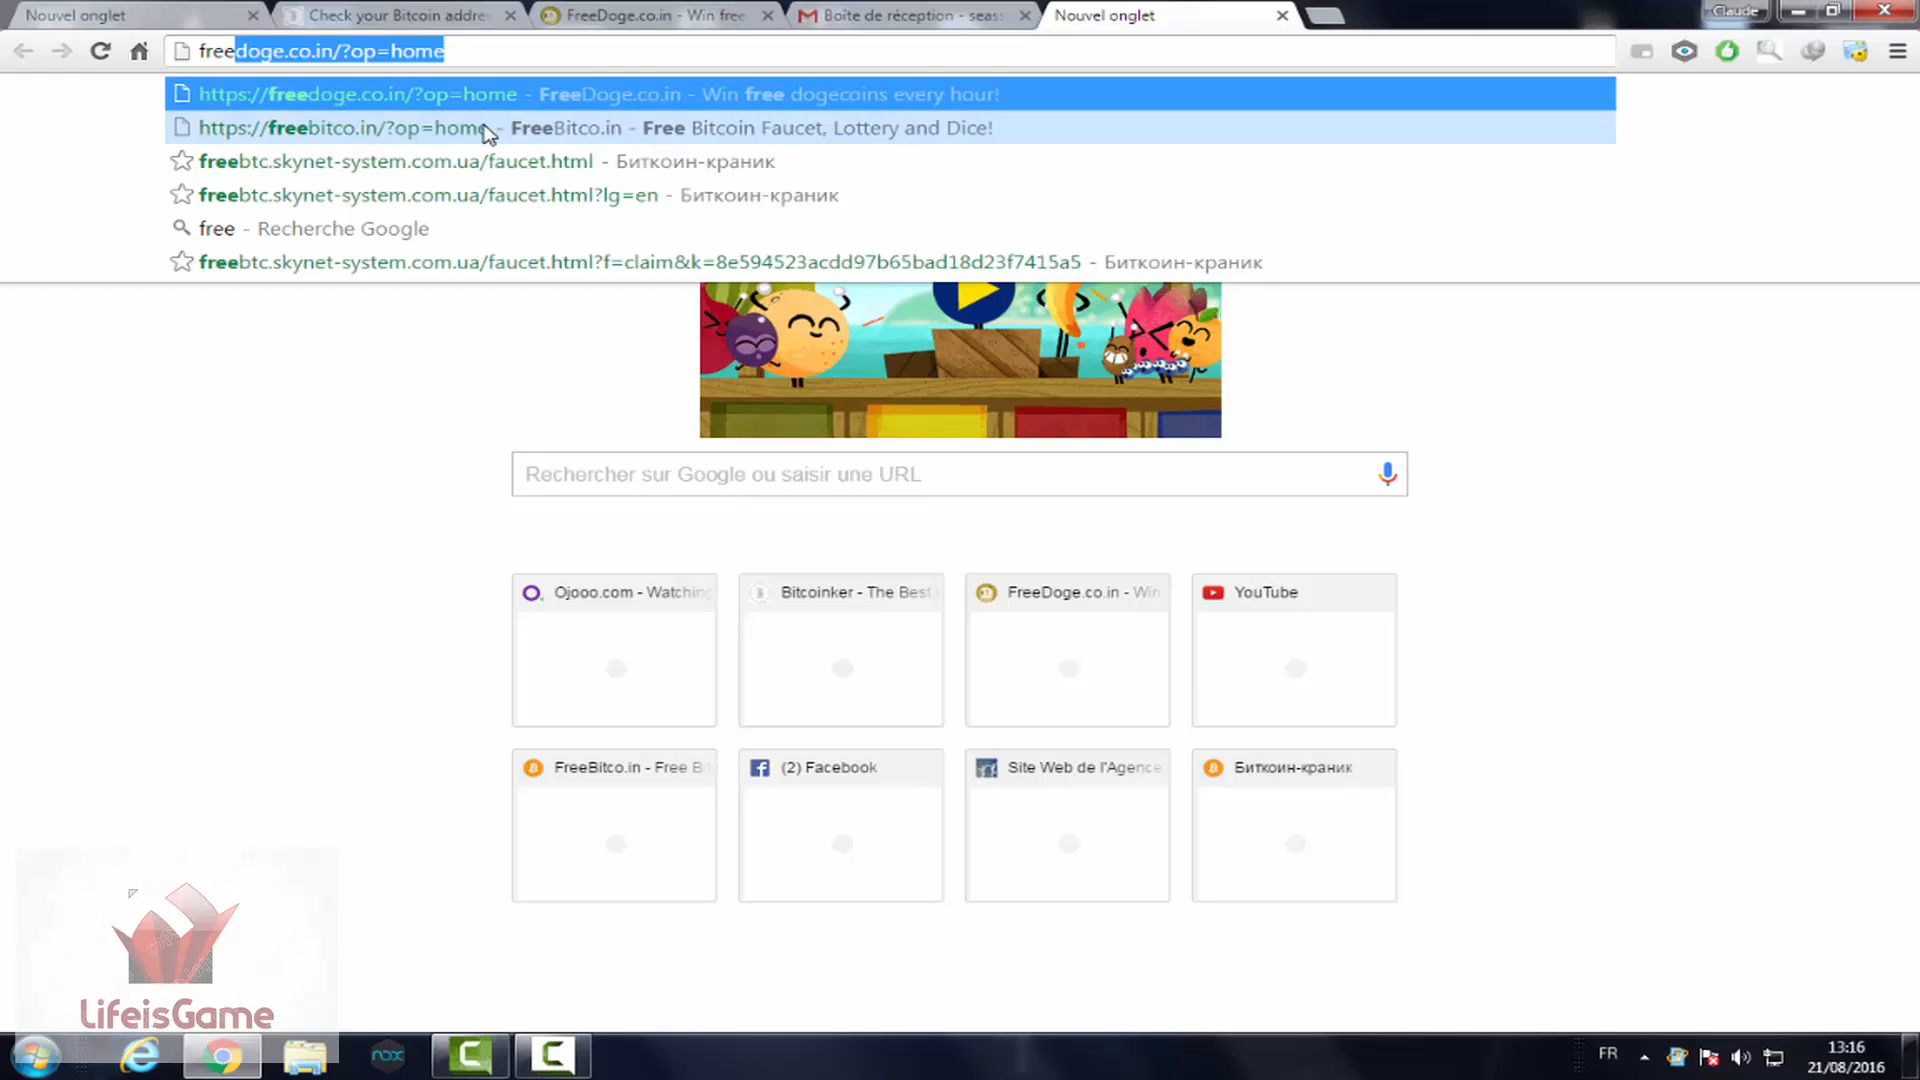 Nouvel onglet
Check your Bitcoin addre
FreeDoge.co.in - Win free
Boîte de réception - seas
Nouvel onglet
Claude
freedoge.co.in/?op=home
https://freedoge.co.in/?op=home - FreeDoge.co.in - Win free dogecoins every hour!
https://freebitco.in/?op=home - FreeBitco.in - Free Bitcoin Faucet, Lottery and Dice!
freebtc.skynet-system.com.ua/faucet.html - Биткоин-краник
freebtc.skynet-system.com.ua/faucet.html?lg=en - Биткоин-краник
free - Recherche Google
freebtc.skynet-system.com.ua/faucet.html?f=claim&k=8e594523acdd97b65bad18d23f7415a5 - Биткоин-краник
Rechercher sur Google ou saisir une URL
Ojooo.com - Watching
Bitcoinker - The Best
FreeDoge.co.in - Win
YouTube
FreeBitco.in - Free Bi
(2) Facebook
Site Web de l'Agence
Биткоин-краник
LifeisGame
nox
FR
13:16
21/08/2016